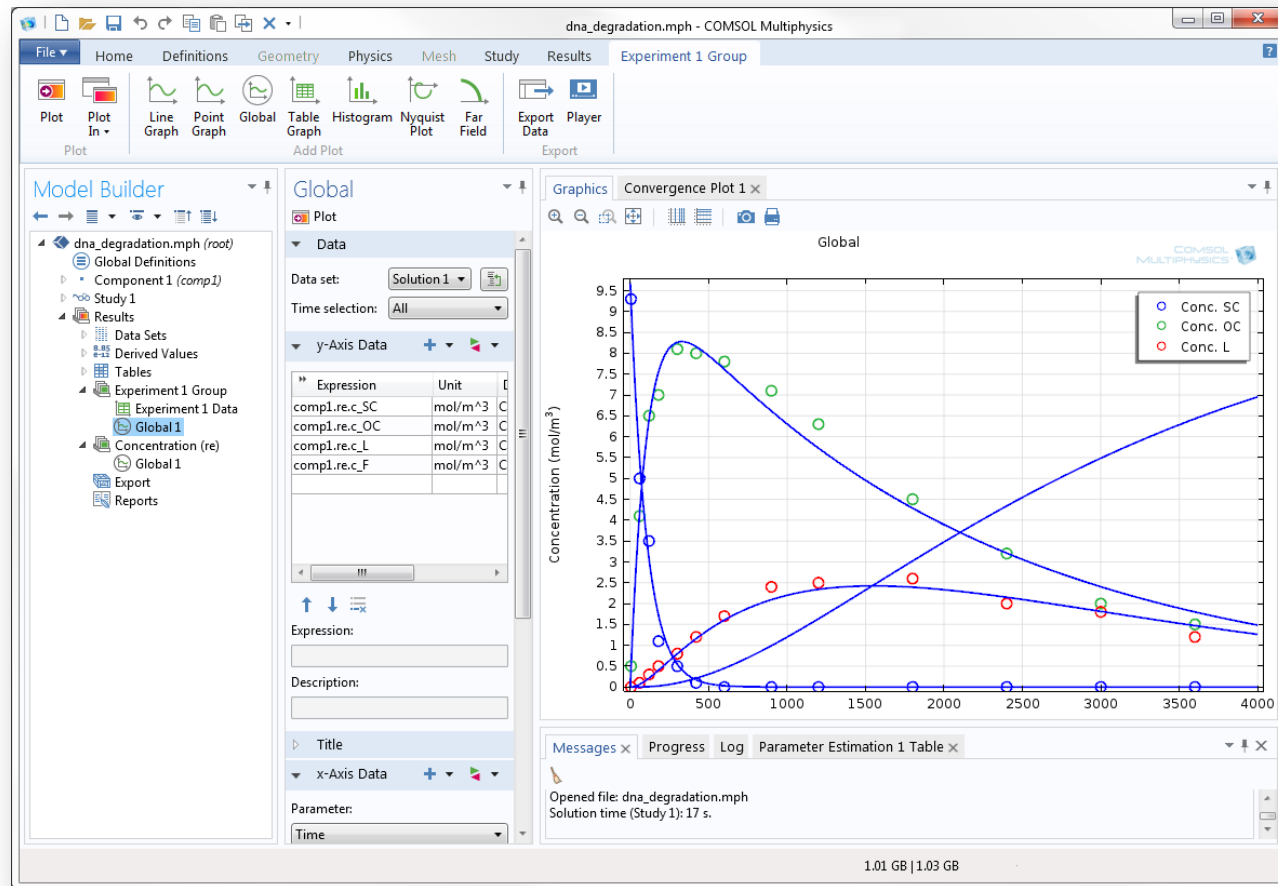 dna_degradation.mph - COMSOL Multiphysics
File Home Definitions Geometry Physics Mesh Study Results Experiment 1 Group
Plot Plot In Line Graph Point Graph Global Table Graph Histogram Nyquist Plot Far Field Export Data Player
Plot Add Plot Export
Model Builder
dna_degradation.mph (root)
Global Definitions
Component 1 (comp1)
Study 1
Results
Data Sets
8.85
e-12
Derived Values
Tables
Experiment 1 Group
Experiment 1 Data
Global 1
Concentration (re)
Global 1
Export
Reports
Global
Plot
Data
Data set: Solution 1
Time selection: All
y-Axis Data
Expression Unit D
comp1.re.c_SC mol/m^3 C
comp1.re.c_OC mol/m^3 C
comp1.re.c_L mol/m^3 C
comp1.re.c_F mol/m^3 C
Expression:
Description:
Title
x-Axis Data
Parameter:
Time
Graphics Convergence Plot 1
Global
COMSOL
MULTIPHYSICS
Conc. SC
Conc. OC
Conc. L
Concentration (mol/m³)
9.5
9
8.5
8
7.5
7
6.5
6
5.5
5
4.5
4
3.5
3
2.5
2
1.5
1
0.5
0
0 500 1000 1500 2000 2500 3000 3500 4000
Messages Progress Log Parameter Estimation 1 Table
Opened file: dna_degradation.mph
Solution time (Study 1): 17 s.
1.01 GB | 1.03 GB